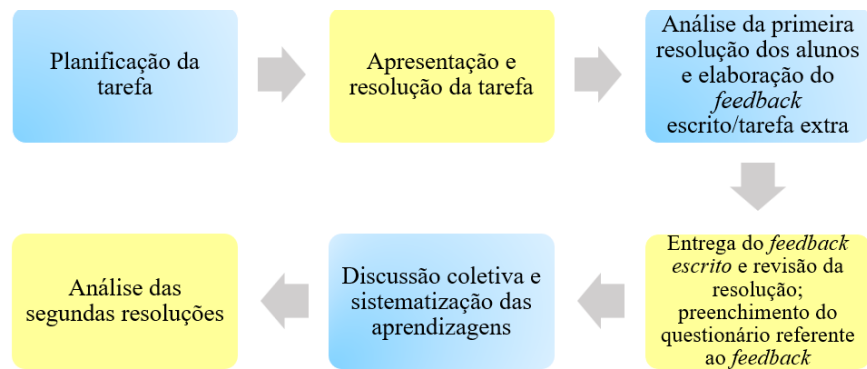 Planificação da
tarefa
Apresentação e
resolução da tarefa
Análise da primeira
resolução dos alunos
e elaboração do
feedback
escrito/tarefa extra
Entrega do feedback
escrito e revisão da
resolução;
preenchimento do
questionário referente
ao feedback
Discussão coletiva e
sistematização das
aprendizagens
Análise das
segundas resoluções